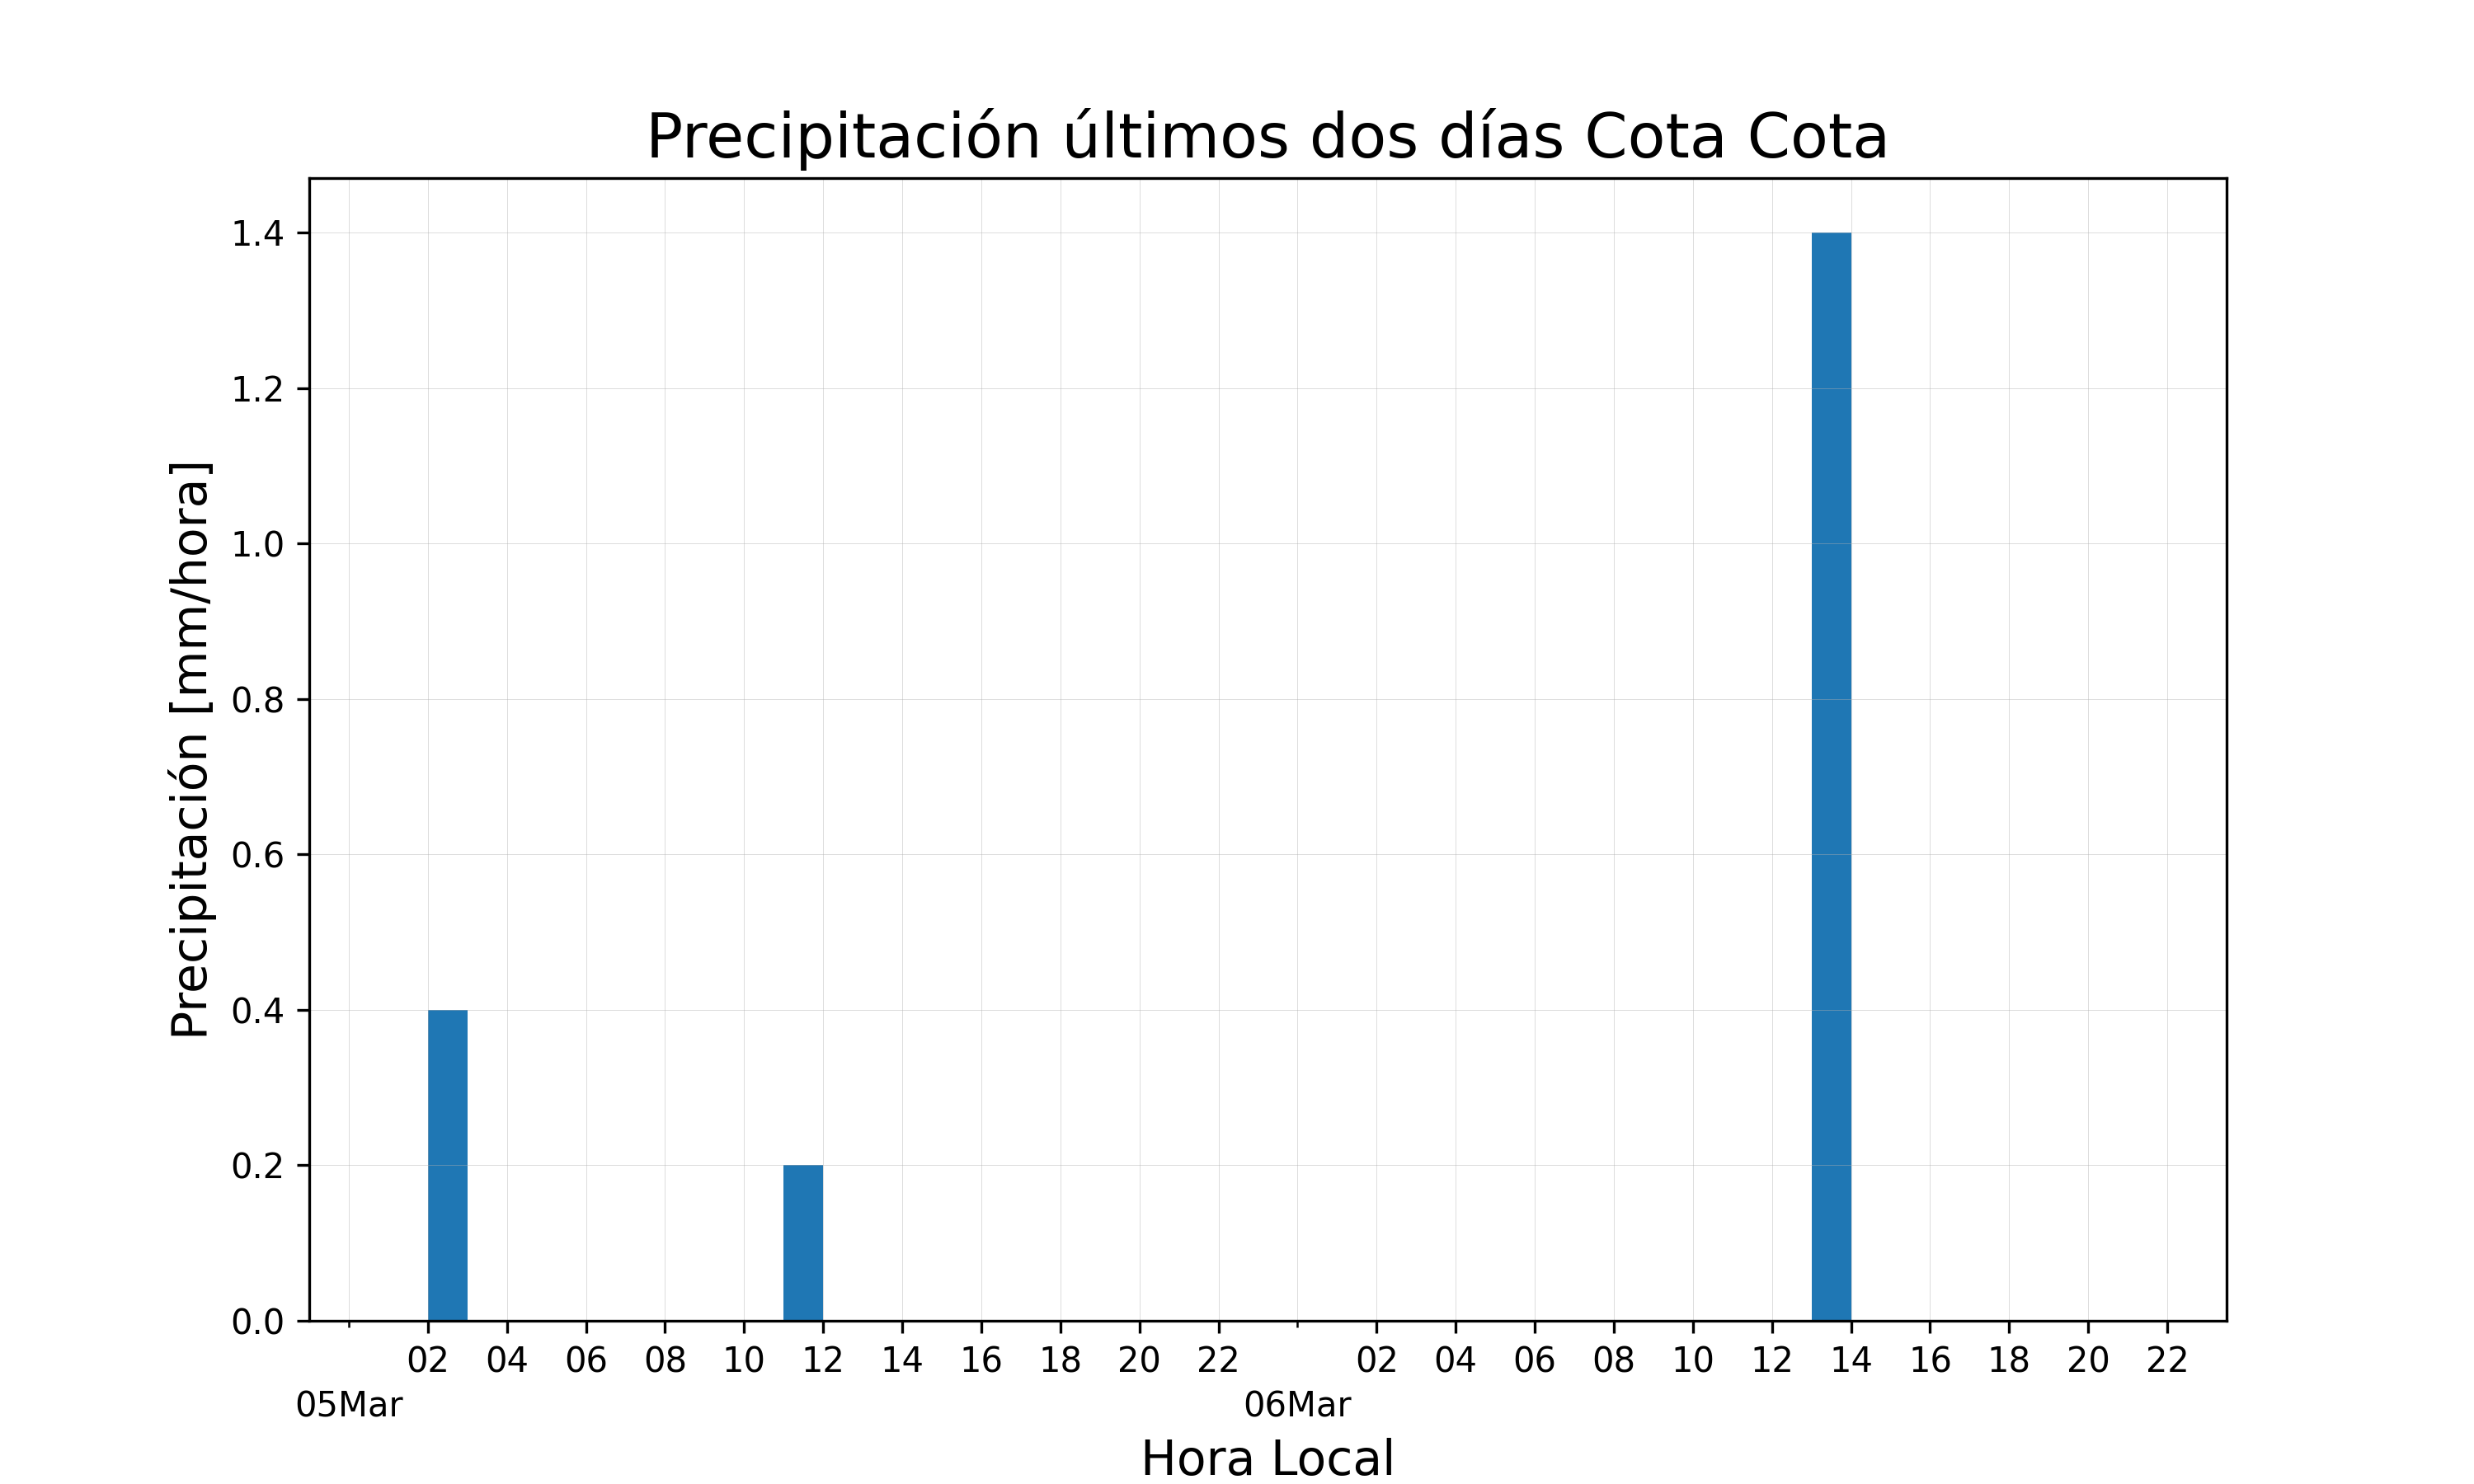 Precipitación últimos dos días Cota Cota
Precipitación [mm/hora]
1.4
1.2
1.0
0.8
0.6
0.4
0.2
0.0
02 04 06 08 10 12 14 16 18 20 22 02 04 06 08 10 12 14 16 18 20 22
05Mar 06Mar
Hora Local